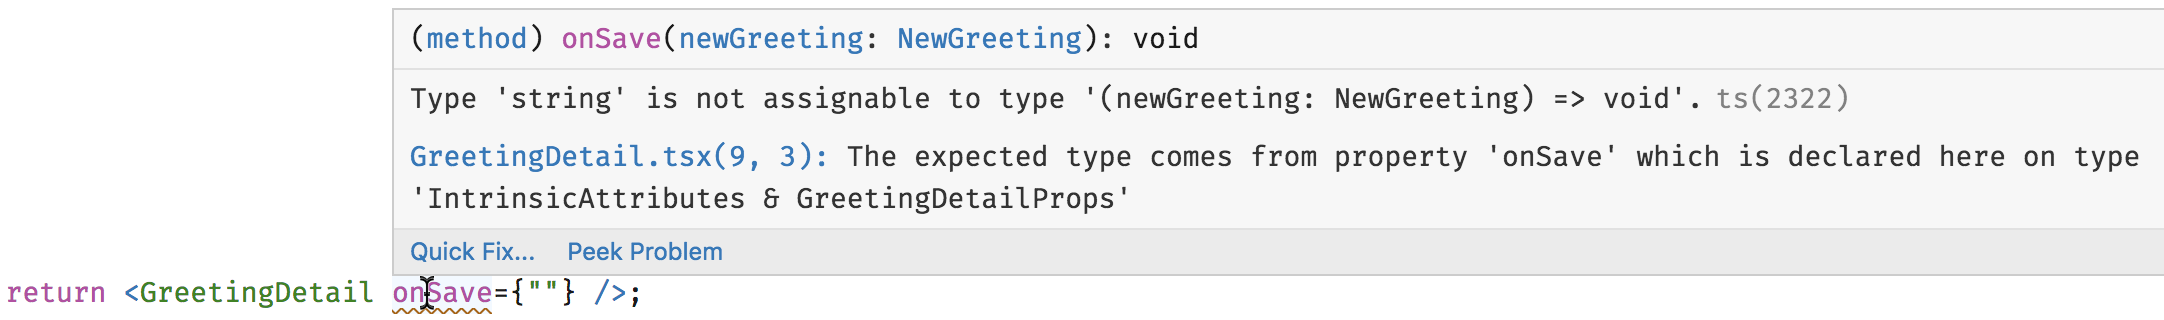 (method) onSave(newGreeting: NewGreeting): void
Type 'string' is not assignable to type '(newGreeting: NewGreeting) => void'. ts(2322)
GreetingDetail.tsx(9, 3): The expected type comes from property 'onSave' which is declared here on type
'IntrinsicAttributes & GreetingDetailProps'
Quick Fix... Peek Problem
return <GreetingDetail onSave={""} />;